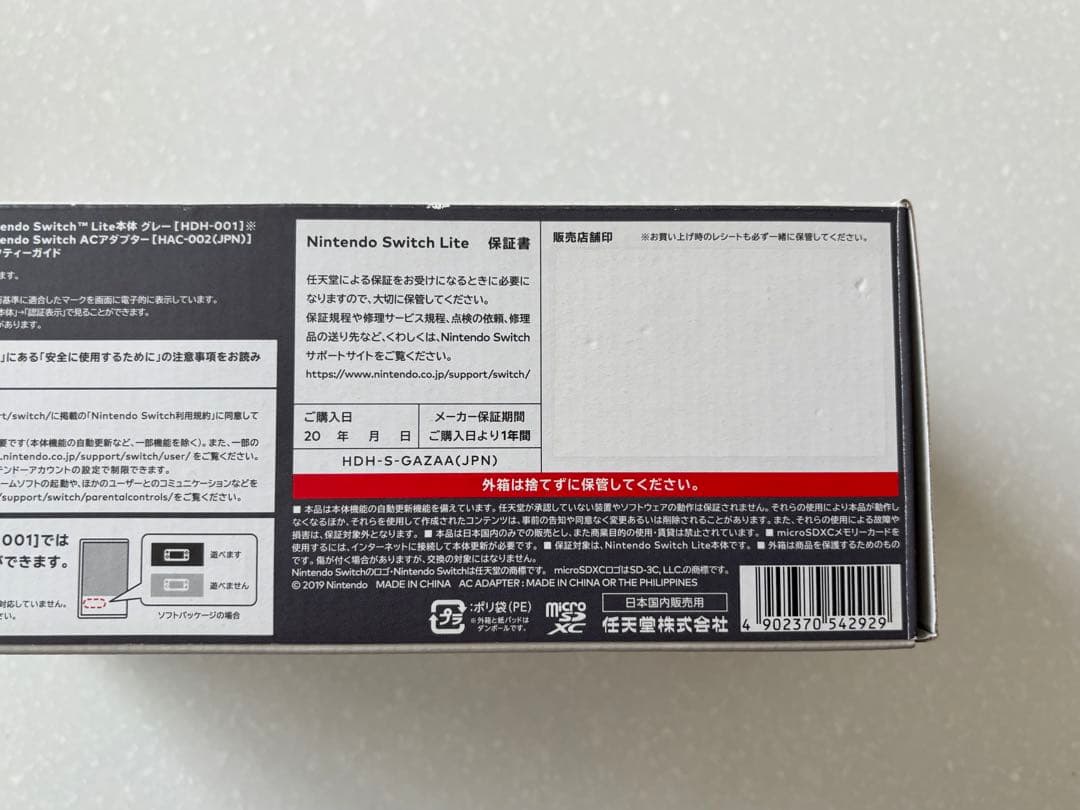 endo Switch™ Lite本体 グレー[HDH-001]※
endo Switch ACアダプター[HAC-002(JPN)]
ティーガイド
ます。
基準に適合したマークを画面に電子的に表示しています。
本体」→「認証表示」で見ることができます。
があります。
」にある「安全に使用するために」の注意事項をお読み
rt/switch/に掲載の「Nintendo Switch利用規約」に同意して
要です(本体機能の自動更新など、一部機能を除く)。また、一部の
.nintendo.co.jp/support/switch/user/をご覧ください。
テンドーアカウントの設定で制限できます。
ームソフトの起動や、ほかのユーザーとのコミュニケーションなどを
/support/switch/parentalcontrols/をご覧ください。
001]では
ができます。
対応していません。
さい。
遊べます
遊べません
ソフトパッケージの場合
Nintendo Switch Lite 保証書
任天堂による保証をお受けになるときに必要に
なりますので、大切に保管してください。
保証規程や修理サービス規程、点検の依頼、修理
品の送り先など、くわしくは、Nintendo Switch
サポートサイトをご覧ください。
https://www.nintendo.co.jp/support/switch/
ご購入日
20 年 月 日
メーカー保証期間
ご購入日より1年間
HDH-S-GAZAA(JPN)
販売店舗印 ※お買い上げ時のレシートも必ず一緒に保管してください。
外箱は捨てずに保管してください。
■ 本品は本体機能の自動更新機能を備えています。任天堂が承認していない装置やソフトウェアの動作は保証されません。それらの使用により本品が動作し
なくなるほか、それらを使用して作成されたコンテンツは、事前の告知や同意なく変更あるいは削除されることがあります。また、それらの使用による故障や
損害は、保証対象外となります。 ■ 本品は日本国内のみでの販売とし、また商業目的の使用・賃貸は禁止されています。 ■ microSDXCメモリーカードを
使用するには、インターネットに接続して本体更新が必要です。 ■ 保証対象は、Nintendo Switch Lite本体です。 ■ 外箱は商品を保護するためのもの
です。傷が付く場合がありますが、交換の対象にはなりません。
Nintendo Switchのロゴ・Nintendo Switchは任天堂の商標です。 microSDXCロゴはSD-3C, LLC.の商標です。
© 2019 Nintendo MADE IN CHINA AC ADAPTER : MADE IN CHINA OR THE PHILIPPINES
プラ
:ポリ袋(PE)
※外箱と紙パッドは
ダンボールです。
micro
SD
XC
日本国内販売用
任天堂株式会社
4 902370 542929